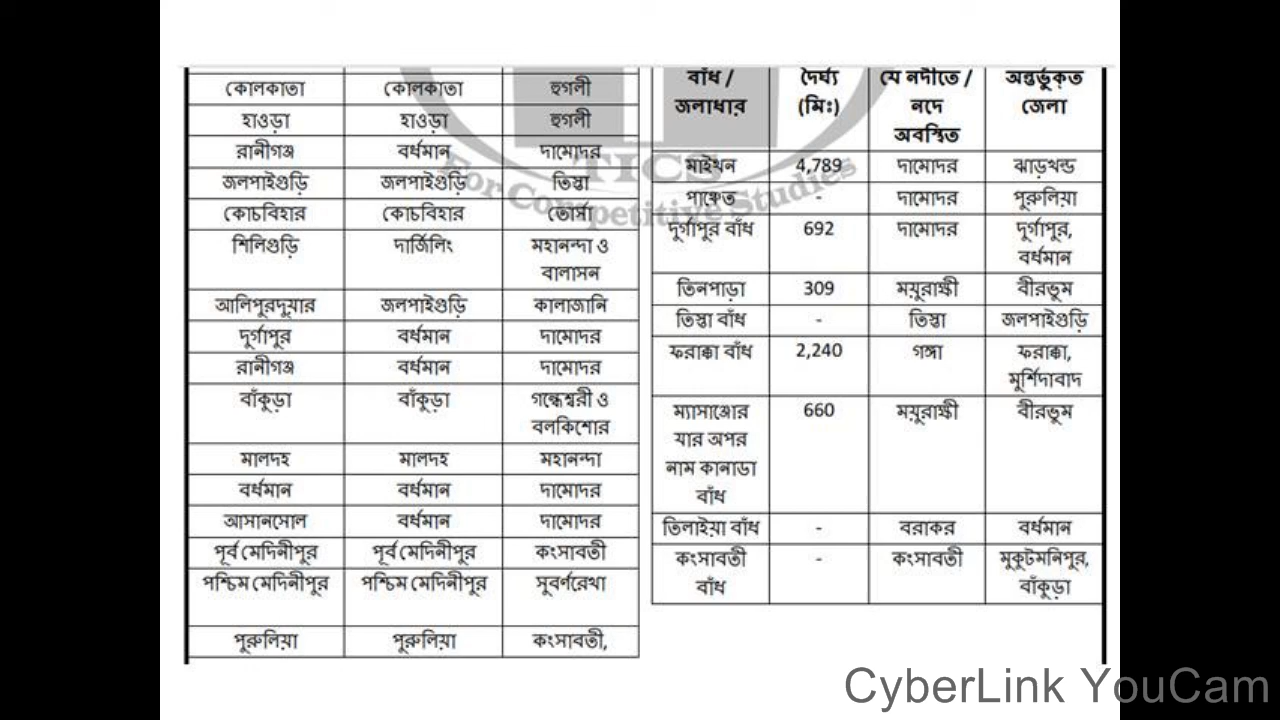 কোলকাতা কোলকাতা হুগলী
হাওড়া হাওড়া হুগলী
রানীগঞ্জ বর্ধমান দামোদর
জলপাইগুড়ি জলপাইগুড়ি তিস্তা
কোচবিহার কোচবিহার তোর্সা
শিলিগুড়ি দার্জিলিং মহানন্দা ও
বালাসন
আলিপুরদুয়ার জলপাইগুড়ি কালাজানি
দুর্গাপুর বর্ধমান দামোদর
রানীগঞ্জ বর্ধমান দামোদর
বাঁকুড়া বাঁকুড়া গন্ধেশ্বরী ও
বলকিশোর
মালদহ মালদহ মহানন্দা
বর্ধমান বর্ধমান দামোদর
আসানসোল বর্ধমান দামোদর
পূর্ব মেদিনীপুর পূর্ব মেদিনীপুর কংসাবতী
পশ্চিম মেদিনীপুর পশ্চিম মেদিনীপুর সুবর্ণরেখা
পুরুলিয়া পুরুলিয়া কংসাবতী,
বাঁধ / দৈর্ঘ্য যে নদীতে / অন্তর্ভুক্ত
জলাধার (মিঃ) নদে জেলা
অবস্থিত
মাইথন 4,789 দামোদর ঝাড়খন্ড
পাঞ্চেত - দামোদর পুরুলিয়া
দুর্গাপুর বাঁধ 692 দামোদর দুর্গাপুর,
বর্ধমান
তিনপাড়া 309 ময়ুরাক্ষী বীরভুম
তিস্তা বাঁধ - তিস্তা জলপাইগুড়ি
ফরাক্কা বাঁধ 2,240 গঙ্গা ফরাক্কা,
মুর্শিদাবাদ
ম্যাসাঞ্জোর 660 ময়ুরাক্ষী বীরভুম
যার অপর
নাম কানাডা
বাঁধ
তিলাইয়া বাঁধ - বরাকর বর্ধমান
কংসাবতী - কংসাবতী মুকুটমনিপুর,
বাঁধ বাঁকুড়া
TICS
For Competitive Studies
CyberLink YouCam